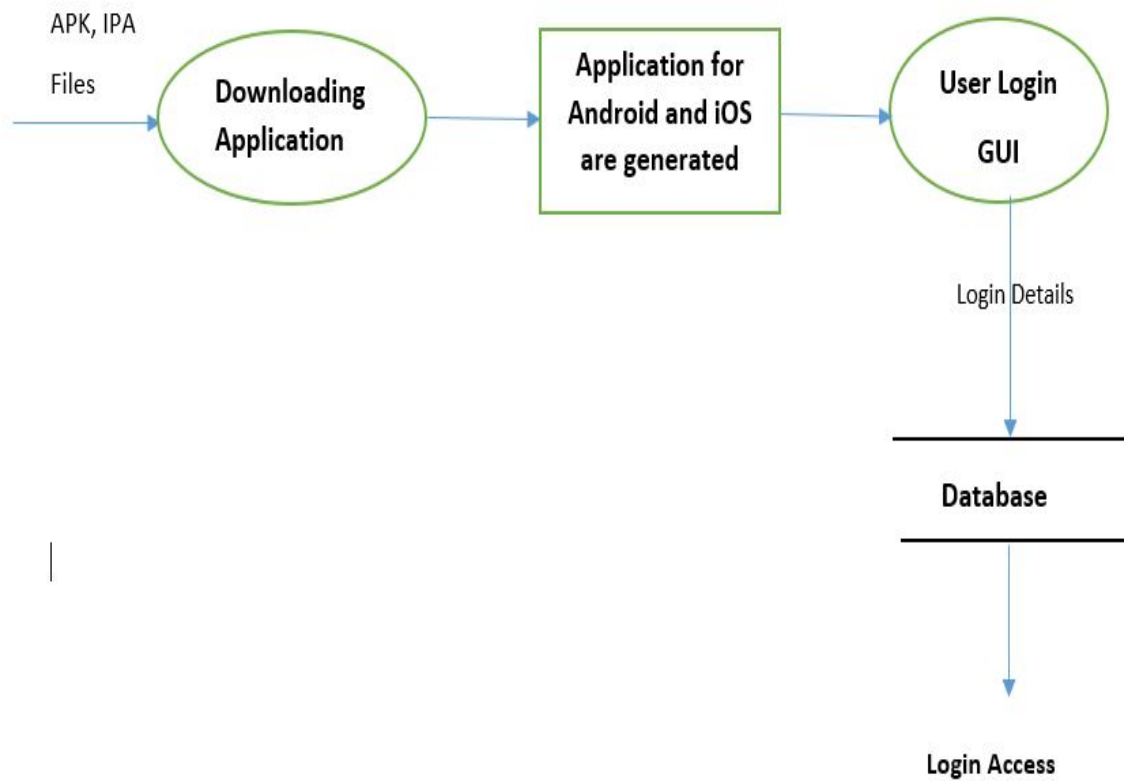 APK, IPA
Files
Downloading
Application
Application for
Android and iOS
are generated
User Login
GUI
Login Details
Database
Login Access